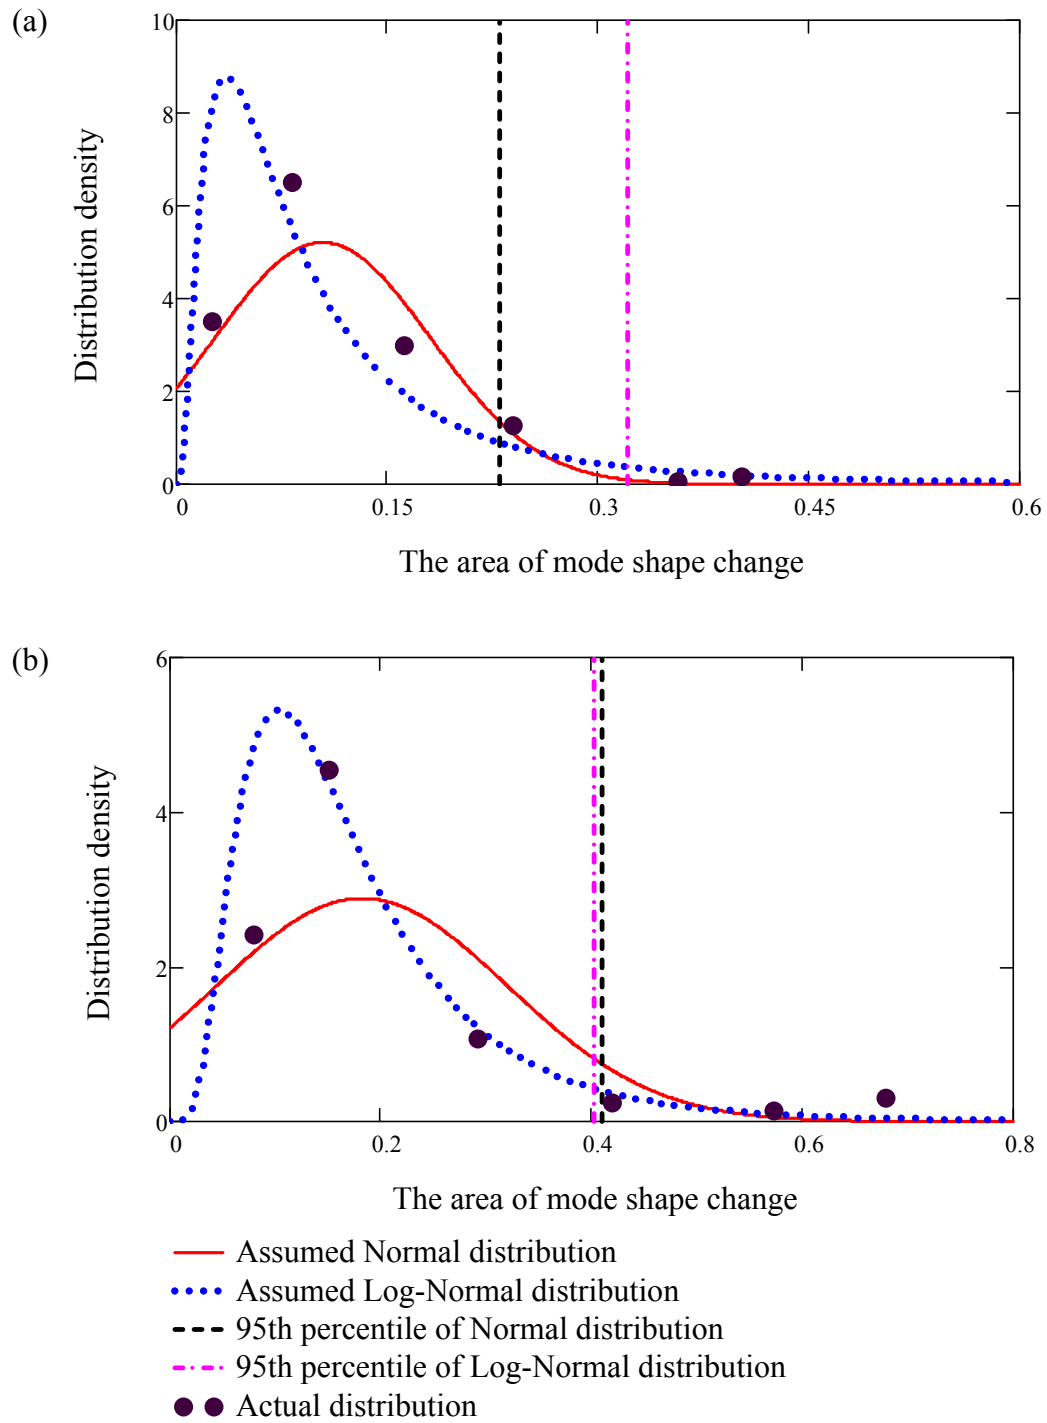 (a)
10
8
6
4
2
0
Distribution density
0 0.15 0.3 0.45 0.6
The area of mode shape change
(b)
6
4
2
0
Distribution density
0 0.2 0.4 0.6 0.8
The area of mode shape change
Assumed Normal distribution
Assumed Log-Normal distribution
95th percentile of Normal distribution
95th percentile of Log-Normal distribution
Actual distribution